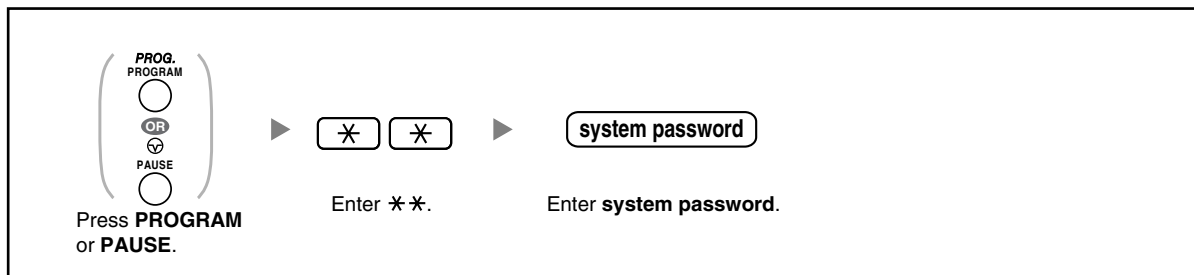 PROG.
PROGRAM
OR
PAUSE
Press PROGRAM
or PAUSE.
* *
Enter **.
system password
Enter system password.